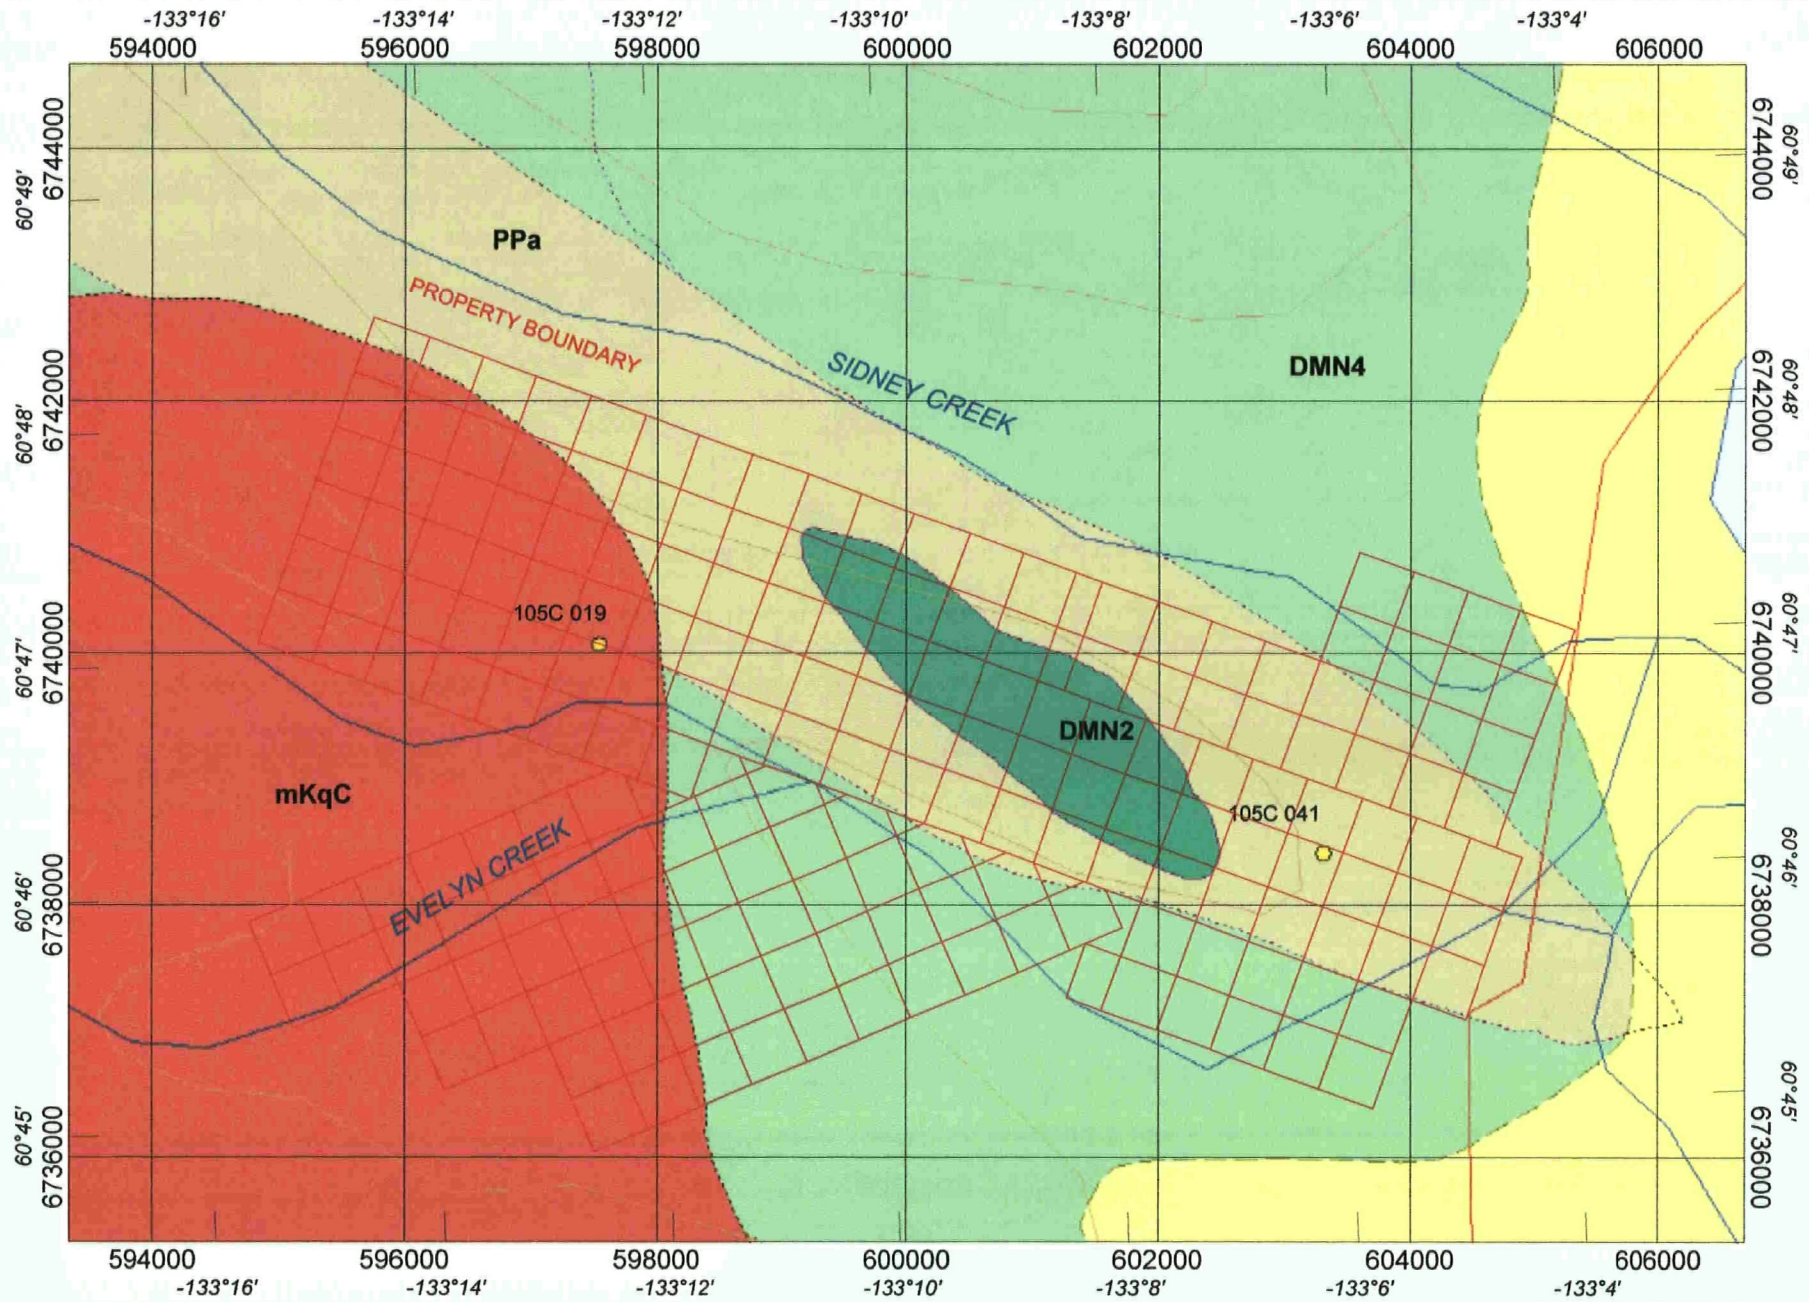 -133°16' -133°14' -133°12' -133°10' -133°8' -133°6' -133°4'
594000 596000 598000 600000 602000 604000 606000
6744000 6744000
60°49' 60°49'
PPa
PROPERTY BOUNDARY
SIDNEY CREEK
DMN4
6742000 6742000
60°48' 60°48'
105C 019
6740000 6740000
60°47' 60°47'
DMN2
mKqC
105C 041
EVELYN CREEK
60°46' 60°46'
6738000 6738000
60°45' 60°45'
6736000 6736000
594000 596000 598000 600000 602000 604000 606000
-133°16' -133°14' -133°12' -133°10' -133°8' -133°6' -133°4'